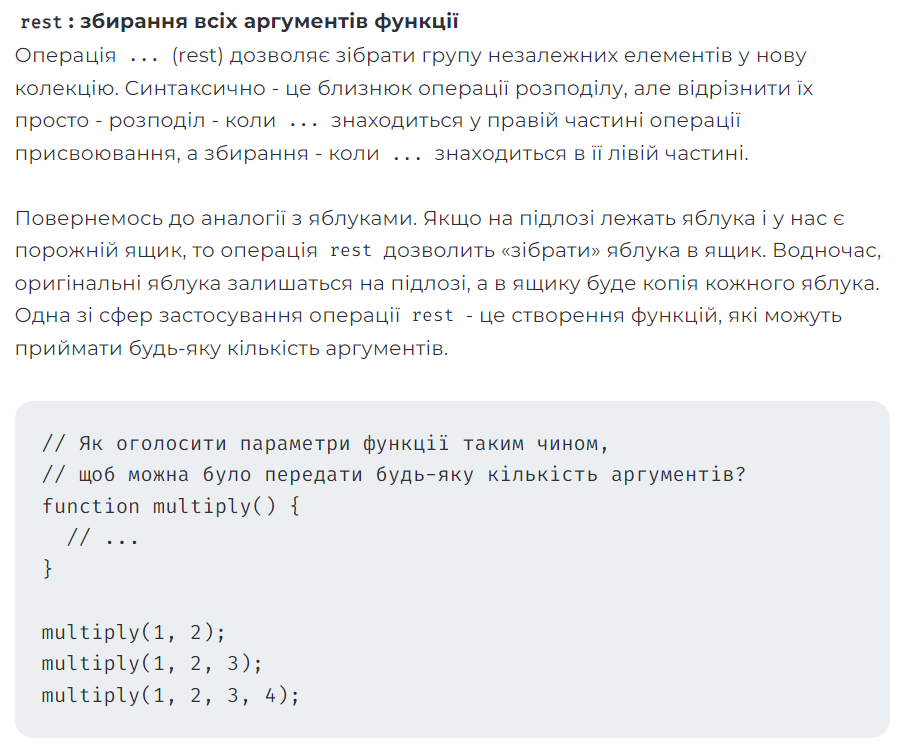 rest : збирання всіх аргументів функції
Операція ... (rest) дозволяє зібрати групу незалежних елементів у нову
колекцію. Синтаксично - це близнюк операції розподілу, але відрізнити їх
просто - розподіл - коли ... знаходиться у правій частині операції
присвоювання, а збирання - коли ... знаходиться в її лівій частині.
Повернемось до аналогії з яблуками. Якщо на підлозі лежать яблука і у нас є
порожній ящик, то операція rest дозволить «зібрати» яблука в ящик. Водночас,
оригінальні яблука залишаться на підлозі, а в ящику буде копія кожного яблука.
Одна зі сфер застосування операції rest - це створення функцій, які можуть
приймати будь-яку кількість аргументів.
// Як оголосити параметри функції таким чином,
// щоб можна було передати будь-яку кількість аргументів?
function multiply() {
  // ...
}
multiply(1, 2);
multiply(1, 2, 3);
multiply(1, 2, 3, 4);